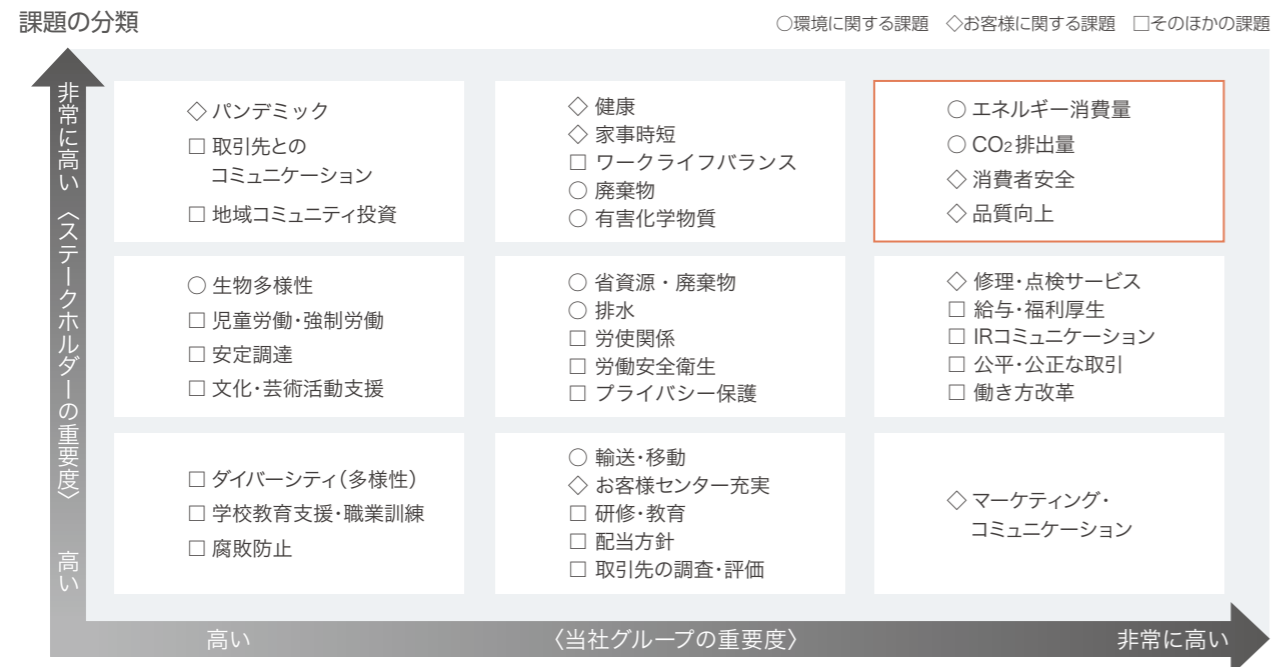 課題の分類
○環境に関する課題 ◇お客様に関する課題 □そのほかの課題
非常に高い 〈ステークホルダーの重要度〉 高い
◇ パンデミック
□ 取引先との
コミュニケーション
□ 地域コミュニティ投資
◇ 健康
◇ 家事時短
□ ワークライフバランス
○ 廃棄物
○ 有害化学物質
○ エネルギー消費量
○ CO2排出量
◇ 消費者安全
◇ 品質向上
○ 生物多様性
□ 児童労働・強制労働
□ 安定調達
□ 文化・芸術活動支援
○ 省資源・廃棄物
○ 排水
□ 労使関係
□ 労働安全衛生
□ プライバシー保護
◇ 修理・点検サービス
□ 給与・福利厚生
□ IRコミュニケーション
□ 公平・公正な取引
□ 働き方改革
□ ダイバーシティ(多様性)
□ 学校教育支援・職業訓練
□ 腐敗防止
○ 輸送・移動
◇ お客様センター充実
□ 研修・教育
□ 配当方針
□ 取引先の調査・評価
◇ マーケティング・
コミュニケーション
高い 〈当社グループの重要度〉 非常に高い